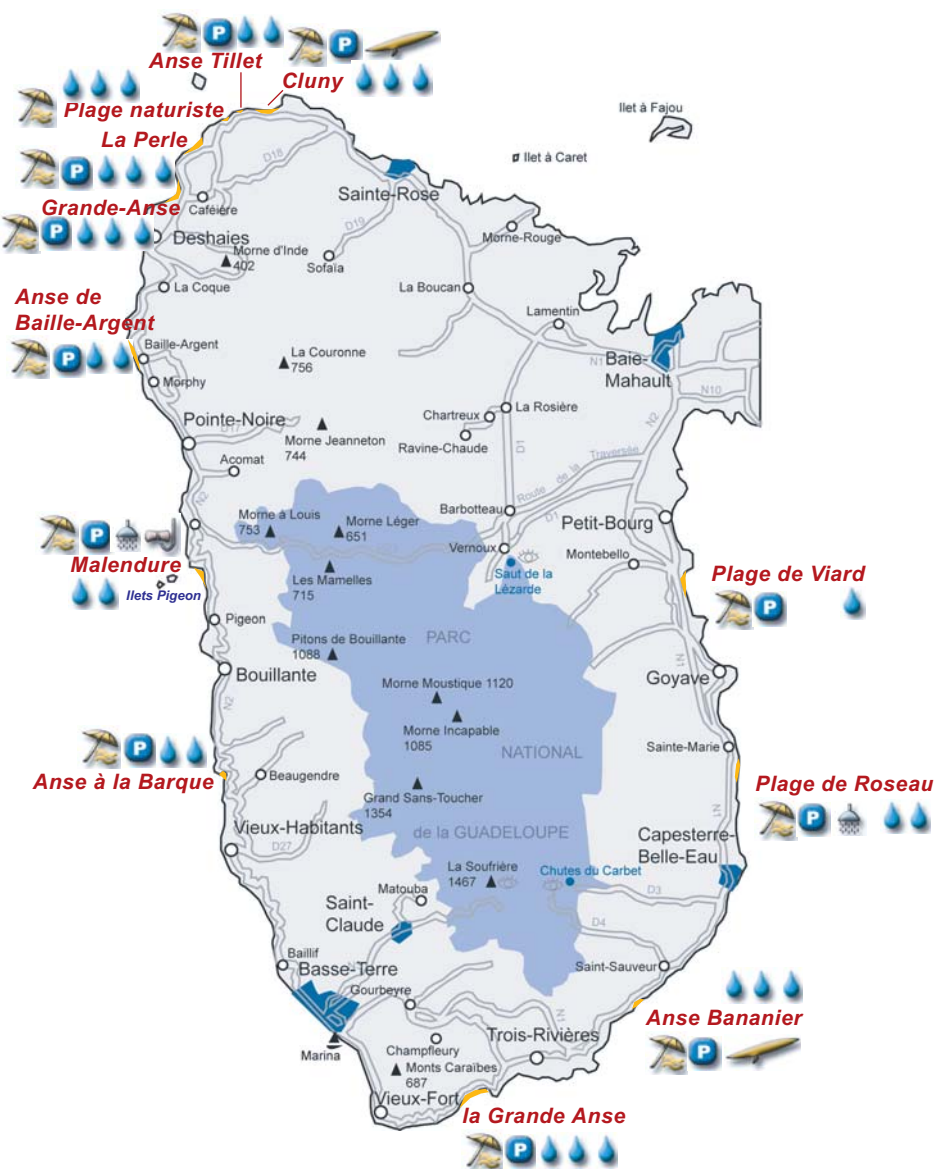 P
P
Anse Tillet
Cluny
Plage naturiste
La Perle
P
Grande-Anse
P
Ilet à Fajou
Ilet à Caret
D18
Caféière
Sainte-Rose
D19
Deshaies
Morne d'Inde
402
Sofaïa
Morne-Rouge
La Coque
La Boucan
Anse de
Baille-Argent
P
Baille-Argent
Morphy
Lamentin
La Couronne
756
N1
Baie-
Mahault
N10
N2
Pointe-Noire
D17
Morne Jeanneton
744
Chartreux
La Rosière
Ravine-Chaude
D1
Acomat
N2
Route de la Traversée
D1
Barbotteau
Petit-Bourg
Morne à Louis
753
Morne Léger
651
Vernoux
Montebello
P
Malendure
Ilets Pigeon
Les Mamelles
715
Saut de la
Lézarde
Plage de Viard
P
Pigeon
Pitons de Bouillante
1088
PARC
N1
Bouillante
Goyave
Morne Moustique 1120
N2
Morne Incapable
1085
NATIONAL
Sainte-Marie
P
Anse à la Barque
Beaugendre
Grand Sans-Toucher
1354
Plage de Roseau
P
N1
Vieux-Habitants
D27
de la GUADELOUPE
Capesterre-
Belle-Eau
La Soufrière
1467
Chutes du Carbet
D3
Matouba
Saint-
Claude
D4
Baillif
Basse-Terre
Saint-Sauveur
Gourbeyre
N1
Anse Bananier
P
Marina
Champfleury
Trois-Rivières
Monts Caraïbes
687
Vieux-Fort
la Grande Anse
P